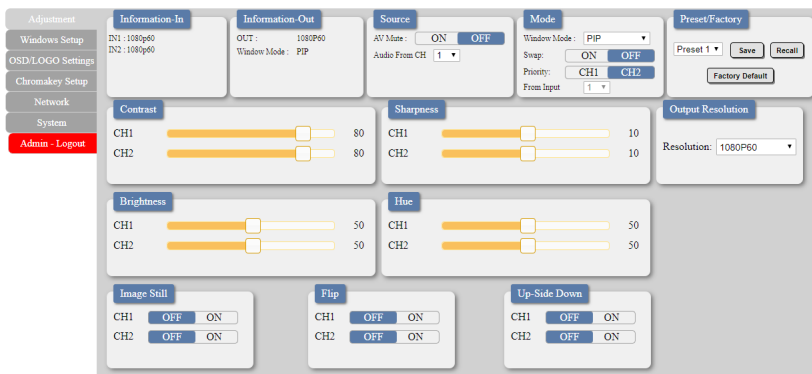 Adjustment
Windows Setup
OSD/LOGO Settings
Chromakey Setup
Network
System
Admin - Logout
Information-In
IN1 : 1080p60
IN2 : 1080p60
Information-Out
OUT : 1080P60
Window Mode : PIP
Source
AV Mute : ON OFF
Audio From CH 1
Mode
Window Mode : PIP
Swap: ON OFF
Priority: CH1 CH2
From Input 1
Preset/Factory
Preset 1 Save Recall
Factory Default
Contrast
CH1 80
CH2 80
Sharpness
CH1 10
CH2 10
Output Resolution
Resolution: 1080P60
Brightness
CH1 50
CH2 50
Hue
CH1 50
CH2 50
Image Still
CH1 OFF ON
CH2 OFF ON
Flip
CH1 OFF ON
CH2 OFF ON
Up-Side Down
CH1 OFF ON
CH2 OFF ON